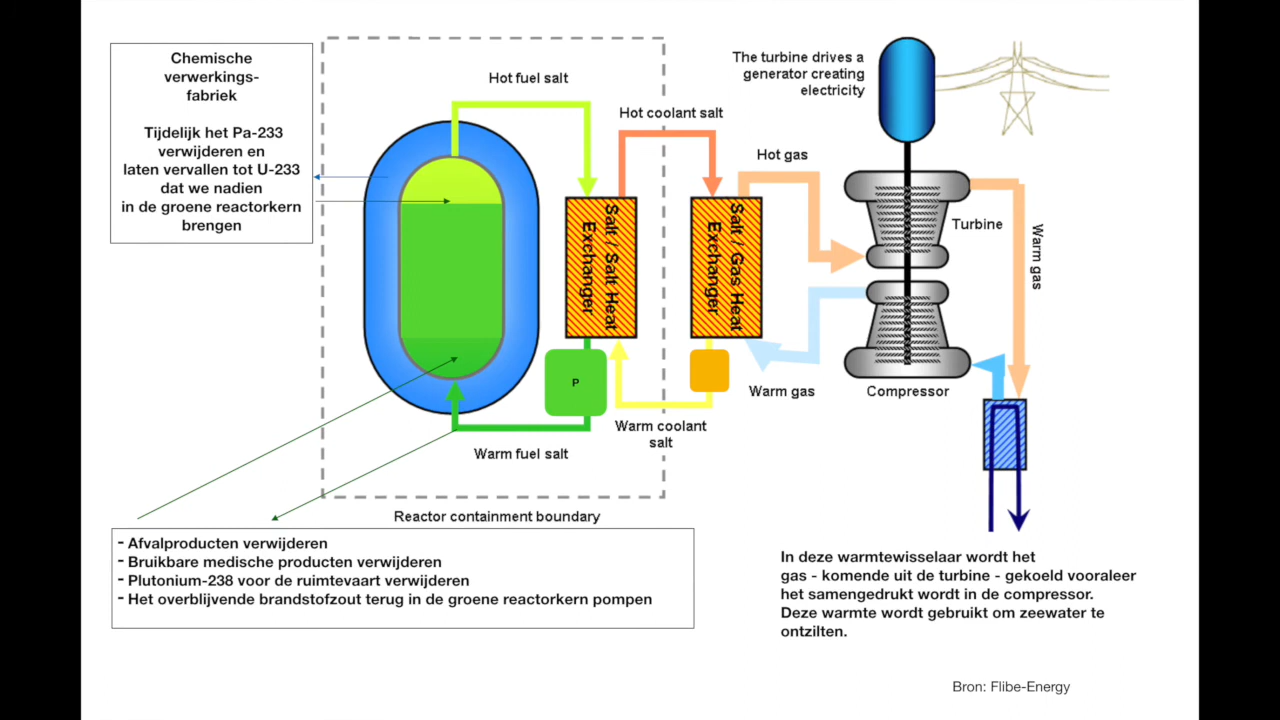 Chemische
verwerkings-
fabriek
Tijdelijk het Pa-233
verwijderen en
laten vervallen tot U-233
dat we nadien
in de groene reactorkern
brengen
Hot fuel salt
Hot coolant salt
The turbine drives a
generator creating
electricity
Hot gas
Salt / Salt Heat
Exchanger
Salt / Gas Heat
Exchanger
Turbine
Warm gas
P
Warm gas
Compressor
Warm coolant
salt
Warm fuel salt
Reactor containment boundary
- Afvalproducten verwijderen
- Bruikbare medische producten verwijderen
- Plutonium-238 voor de ruimtevaart verwijderen
- Het overblijvende brandstofzout terug in de groene reactorkern pompen
In deze warmtewisselaar wordt het
gas - komende uit de turbine - gekoeld vooraleer
het samengedrukt wordt in de compressor.
Deze warmte wordt gebruikt om zeewater te
ontzilten.
Bron: Flibe-Energy